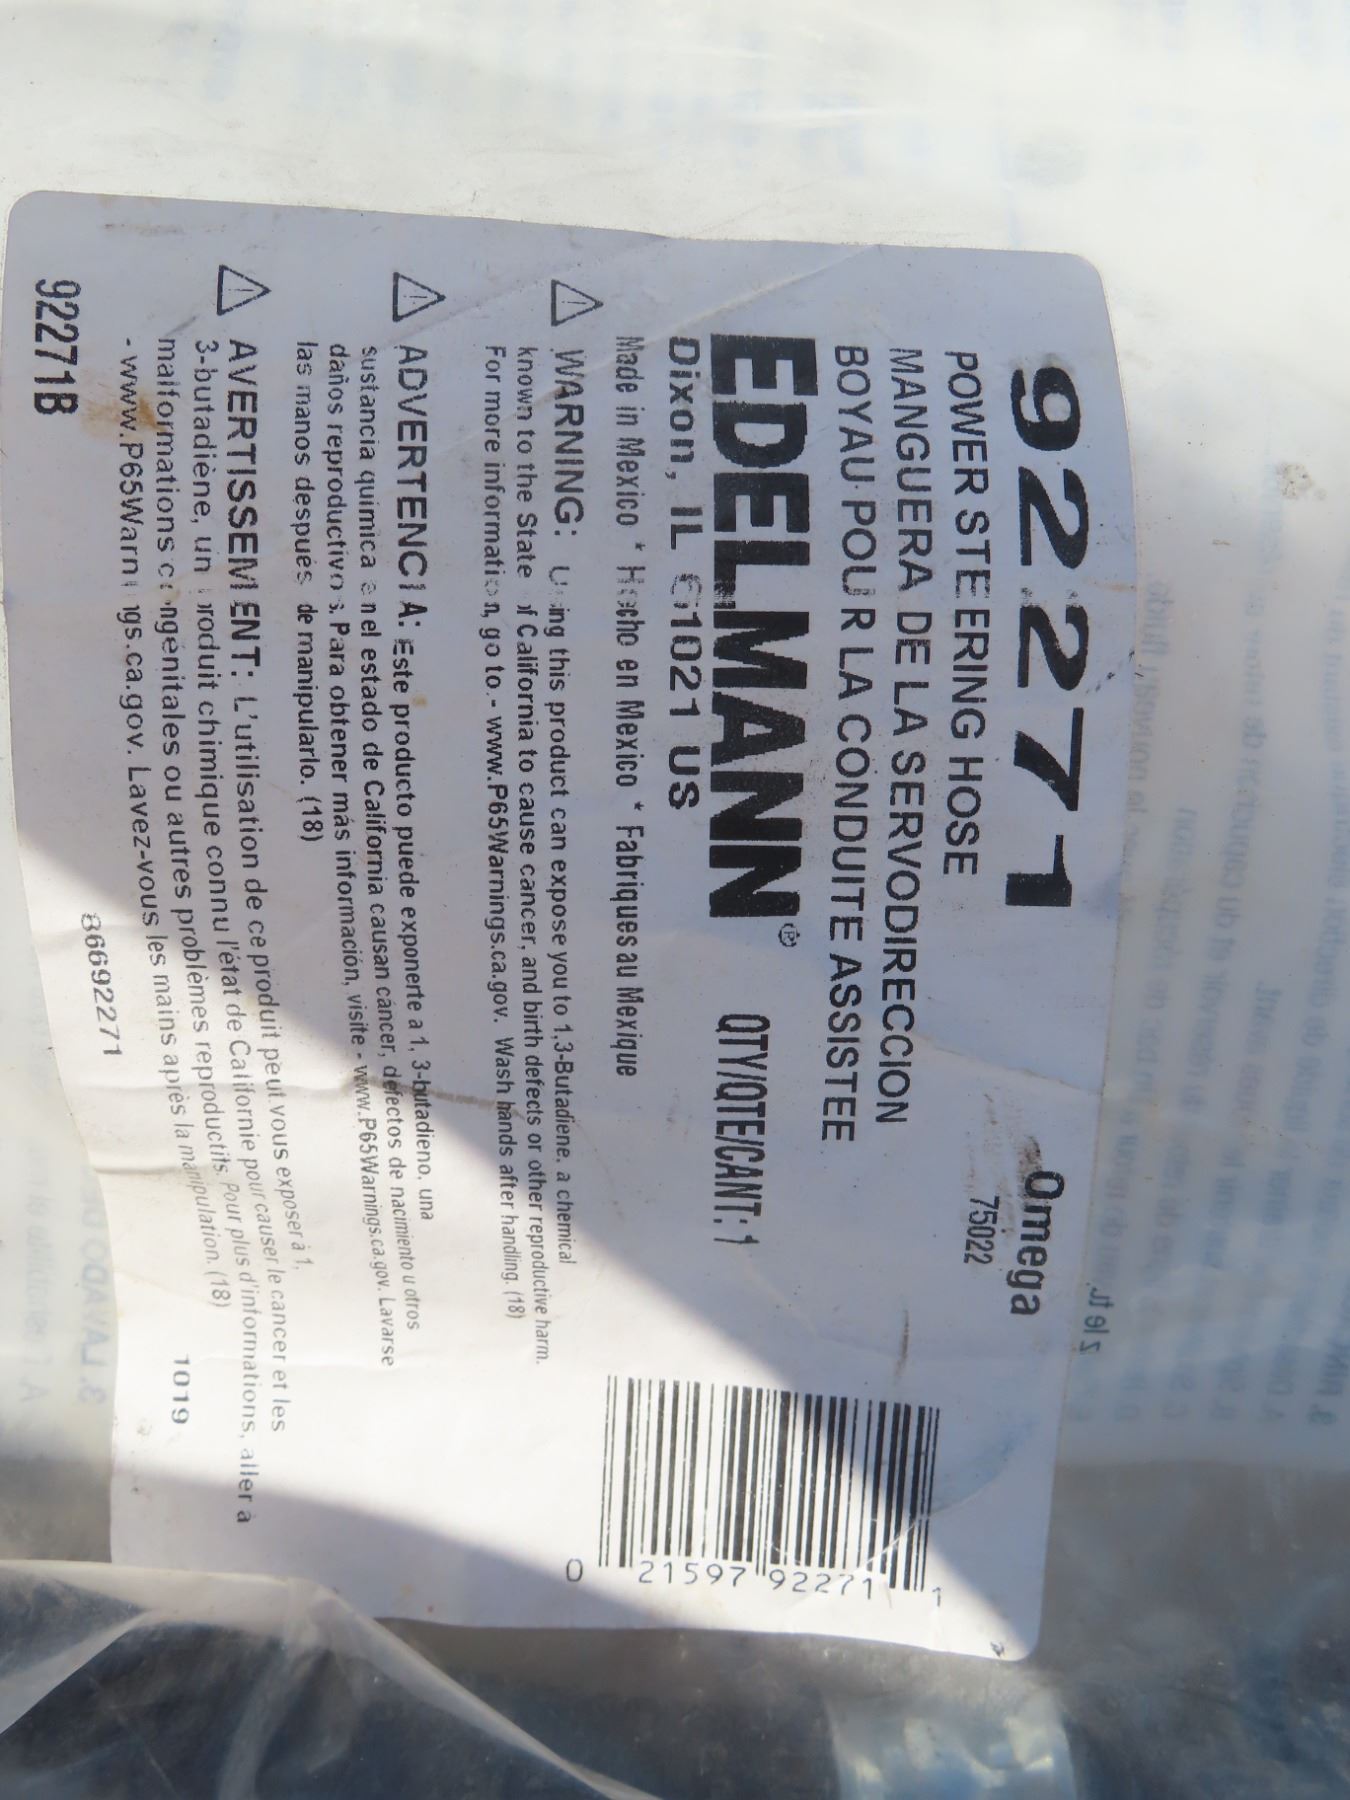 92271
POWER STEERING HOSE
MANGUERA DE LA SERVODIRECCION
BOYAU POUR LA CONDUITE ASSISTEE
Omega
75022
EDELMANN® QTY/QTE/CANT: 1
Dixon, IL 61021 US
Made in Mexico * Hecho en Mexico * Fabriques au Mexique
0 21597 92271 1
⚠ WARNING: Using this product can expose you to 1,3-Butadiene, a chemical
known to the State of California to cause cancer, and birth defects or other reproductive harm.
For more information, go to - www.P65Warnings.ca.gov. Wash hands after handling. (18)
⚠ ADVERTENCIA: Este producto puede exponerte a 1, 3-butadieno, una
sustancia química en el estado de California causan cáncer, defectos de nacimiento u otros
daños reproductivos. Para obtener más información, visite - www.P65Warnings.ca.gov. Lavarse
las manos después de manipularlo. (18)
⚠ AVERTISSEMENT: L'utilisation de ce produit peut vous exposer à 1,
3-butadiène, un produit chimique connu l'état de Californie pour causer le cancer et les
malformations congénitales ou autres problèmes reproductifs. Pour plus d'informations, aller à
- www.P65Warnings.ca.gov. Lavez-vous les mains après la manipulation. (18)
1019
92271B
86692271